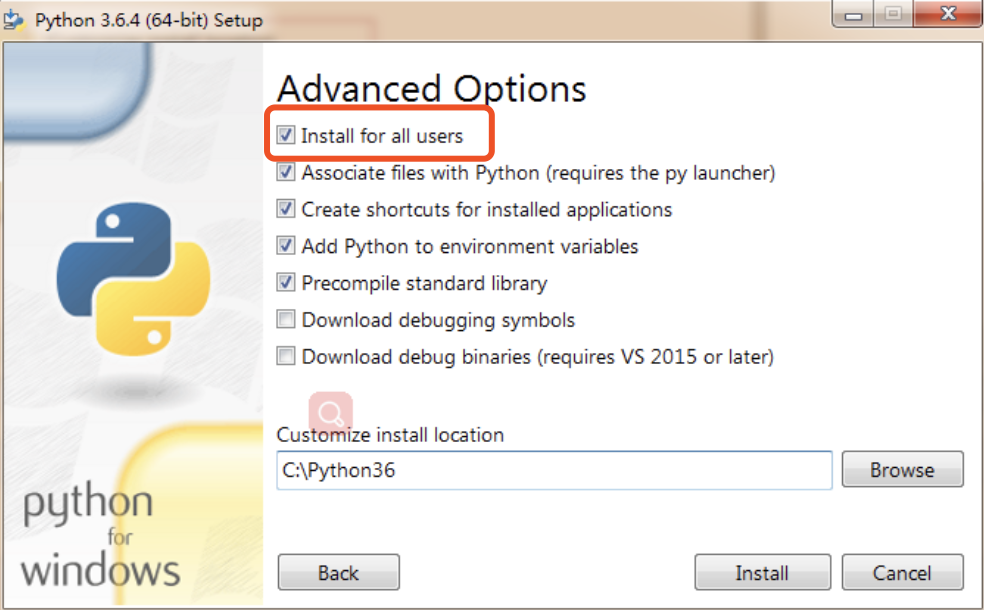 Python 3.6.4 (64-bit) Setup
Advanced Options
Install for all users
Associate files with Python (requires the py launcher)
Create shortcuts for installed applications
Add Python to environment variables
Precompile standard library
Download debugging symbols
Download debug binaries (requires VS 2015 or later)
Customize install location
C:\Python36
Browse
python
for
windows
Back
Install
Cancel